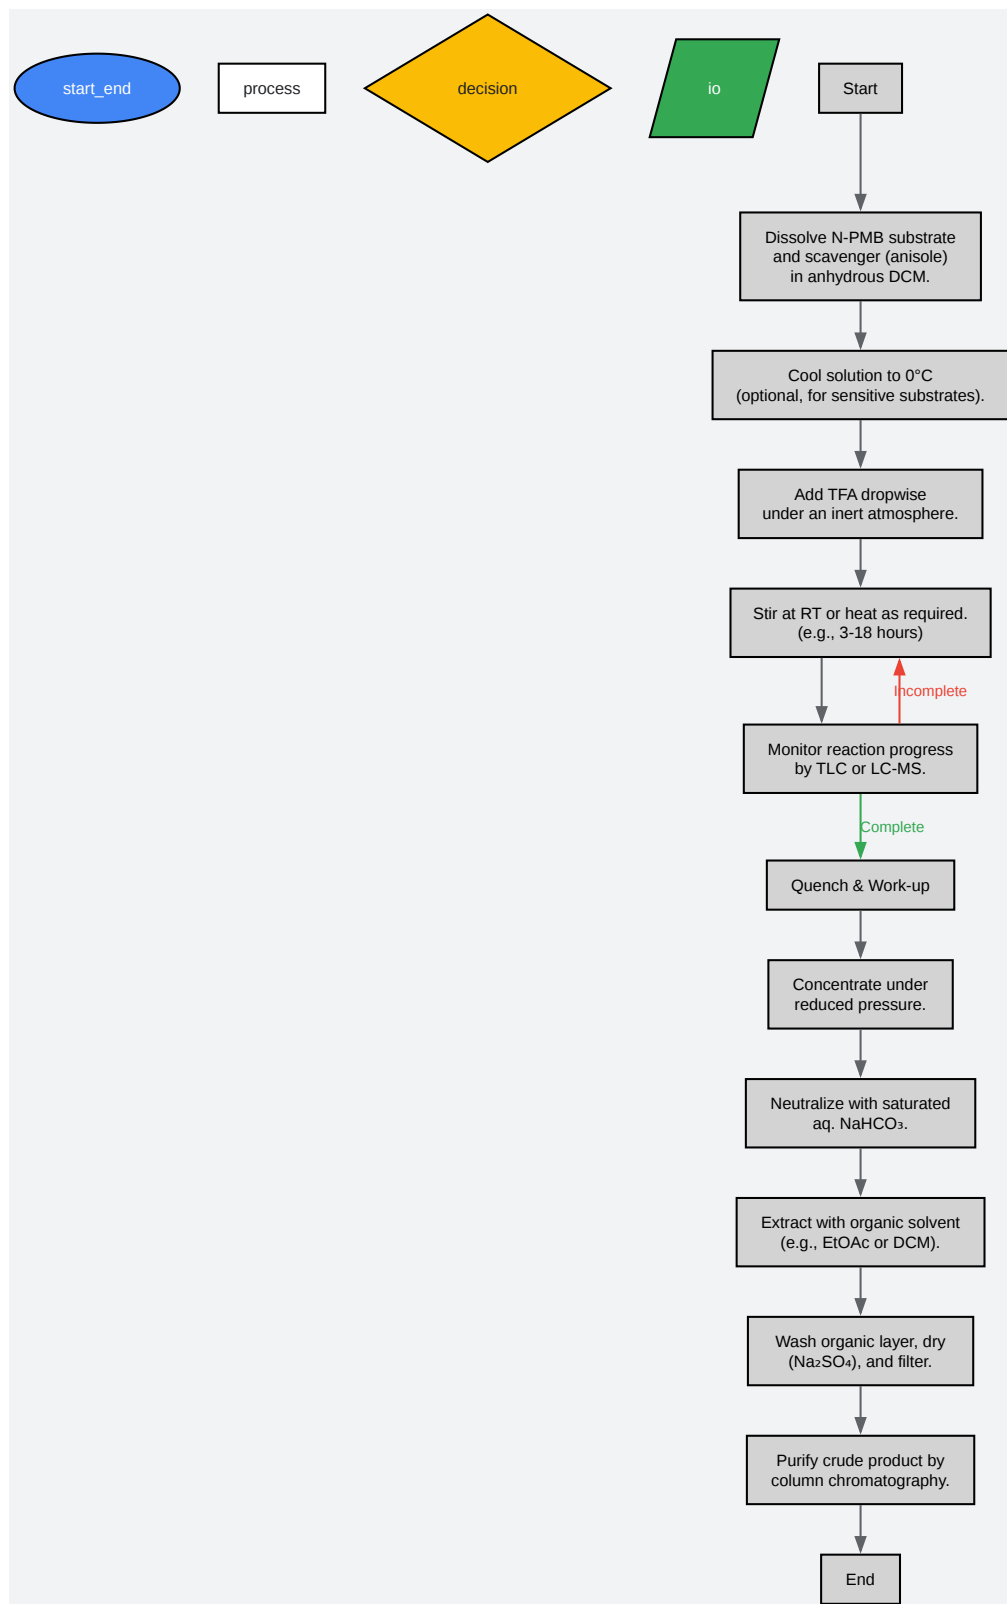 start_end
process
decision
io
Start
Dissolve N-PMB substrate
and scavenger (anisole)
in anhydrous DCM.
Cool solution to 0°C
(optional, for sensitive substrates).
Add TFA dropwise
under an inert atmosphere.
Stir at RT or heat as required.
(e.g., 3-18 hours)
Incomplete
Monitor reaction progress
by TLC or LC-MS.
Complete
Quench & Work-up
Concentrate under
reduced pressure.
Neutralize with saturated
aq. NaHCO₃.
Extract with organic solvent
(e.g., EtOAc or DCM).
Wash organic layer, dry
(Na₂SO₄), and filter.
Purify crude product by
column chromatography.
End